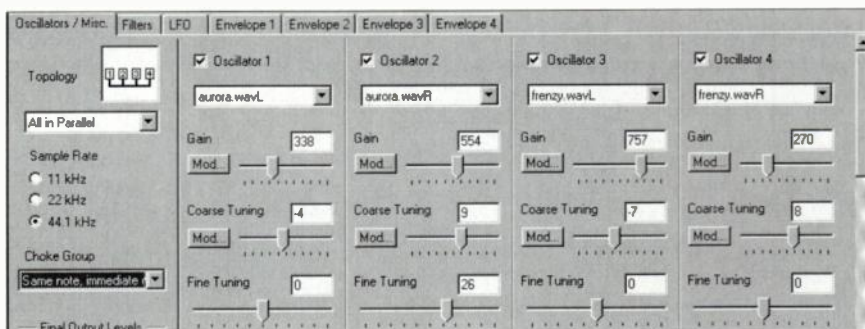 Oscillators / Misc. Filters LFO Envelope 1 Envelope 2 Envelope 3 Envelope 4
Topology
1 2 3 4
All in Parallel
Sample Rate
11 kHz
22 kHz
44.1 kHz
Choke Group
Same note, immediate
Final Output Levels
Oscillator 1
aurora.wavL
Gain 338
Mod...
Coarse Tuning -4
Mod...
Fine Tuning 0
Oscillator 2
aurora.wavR
Gain 554
Mod...
Coarse Tuning 9
Mod...
Fine Tuning 26
Oscillator 3
frenzy.wavL
Gain 757
Mod...
Coarse Tuning -7
Mod...
Fine Tuning 0
Oscillator 4
frenzy.wavR
Gain 270
Mod...
Coarse Tuning 8
Mod...
Fine Tuning 0